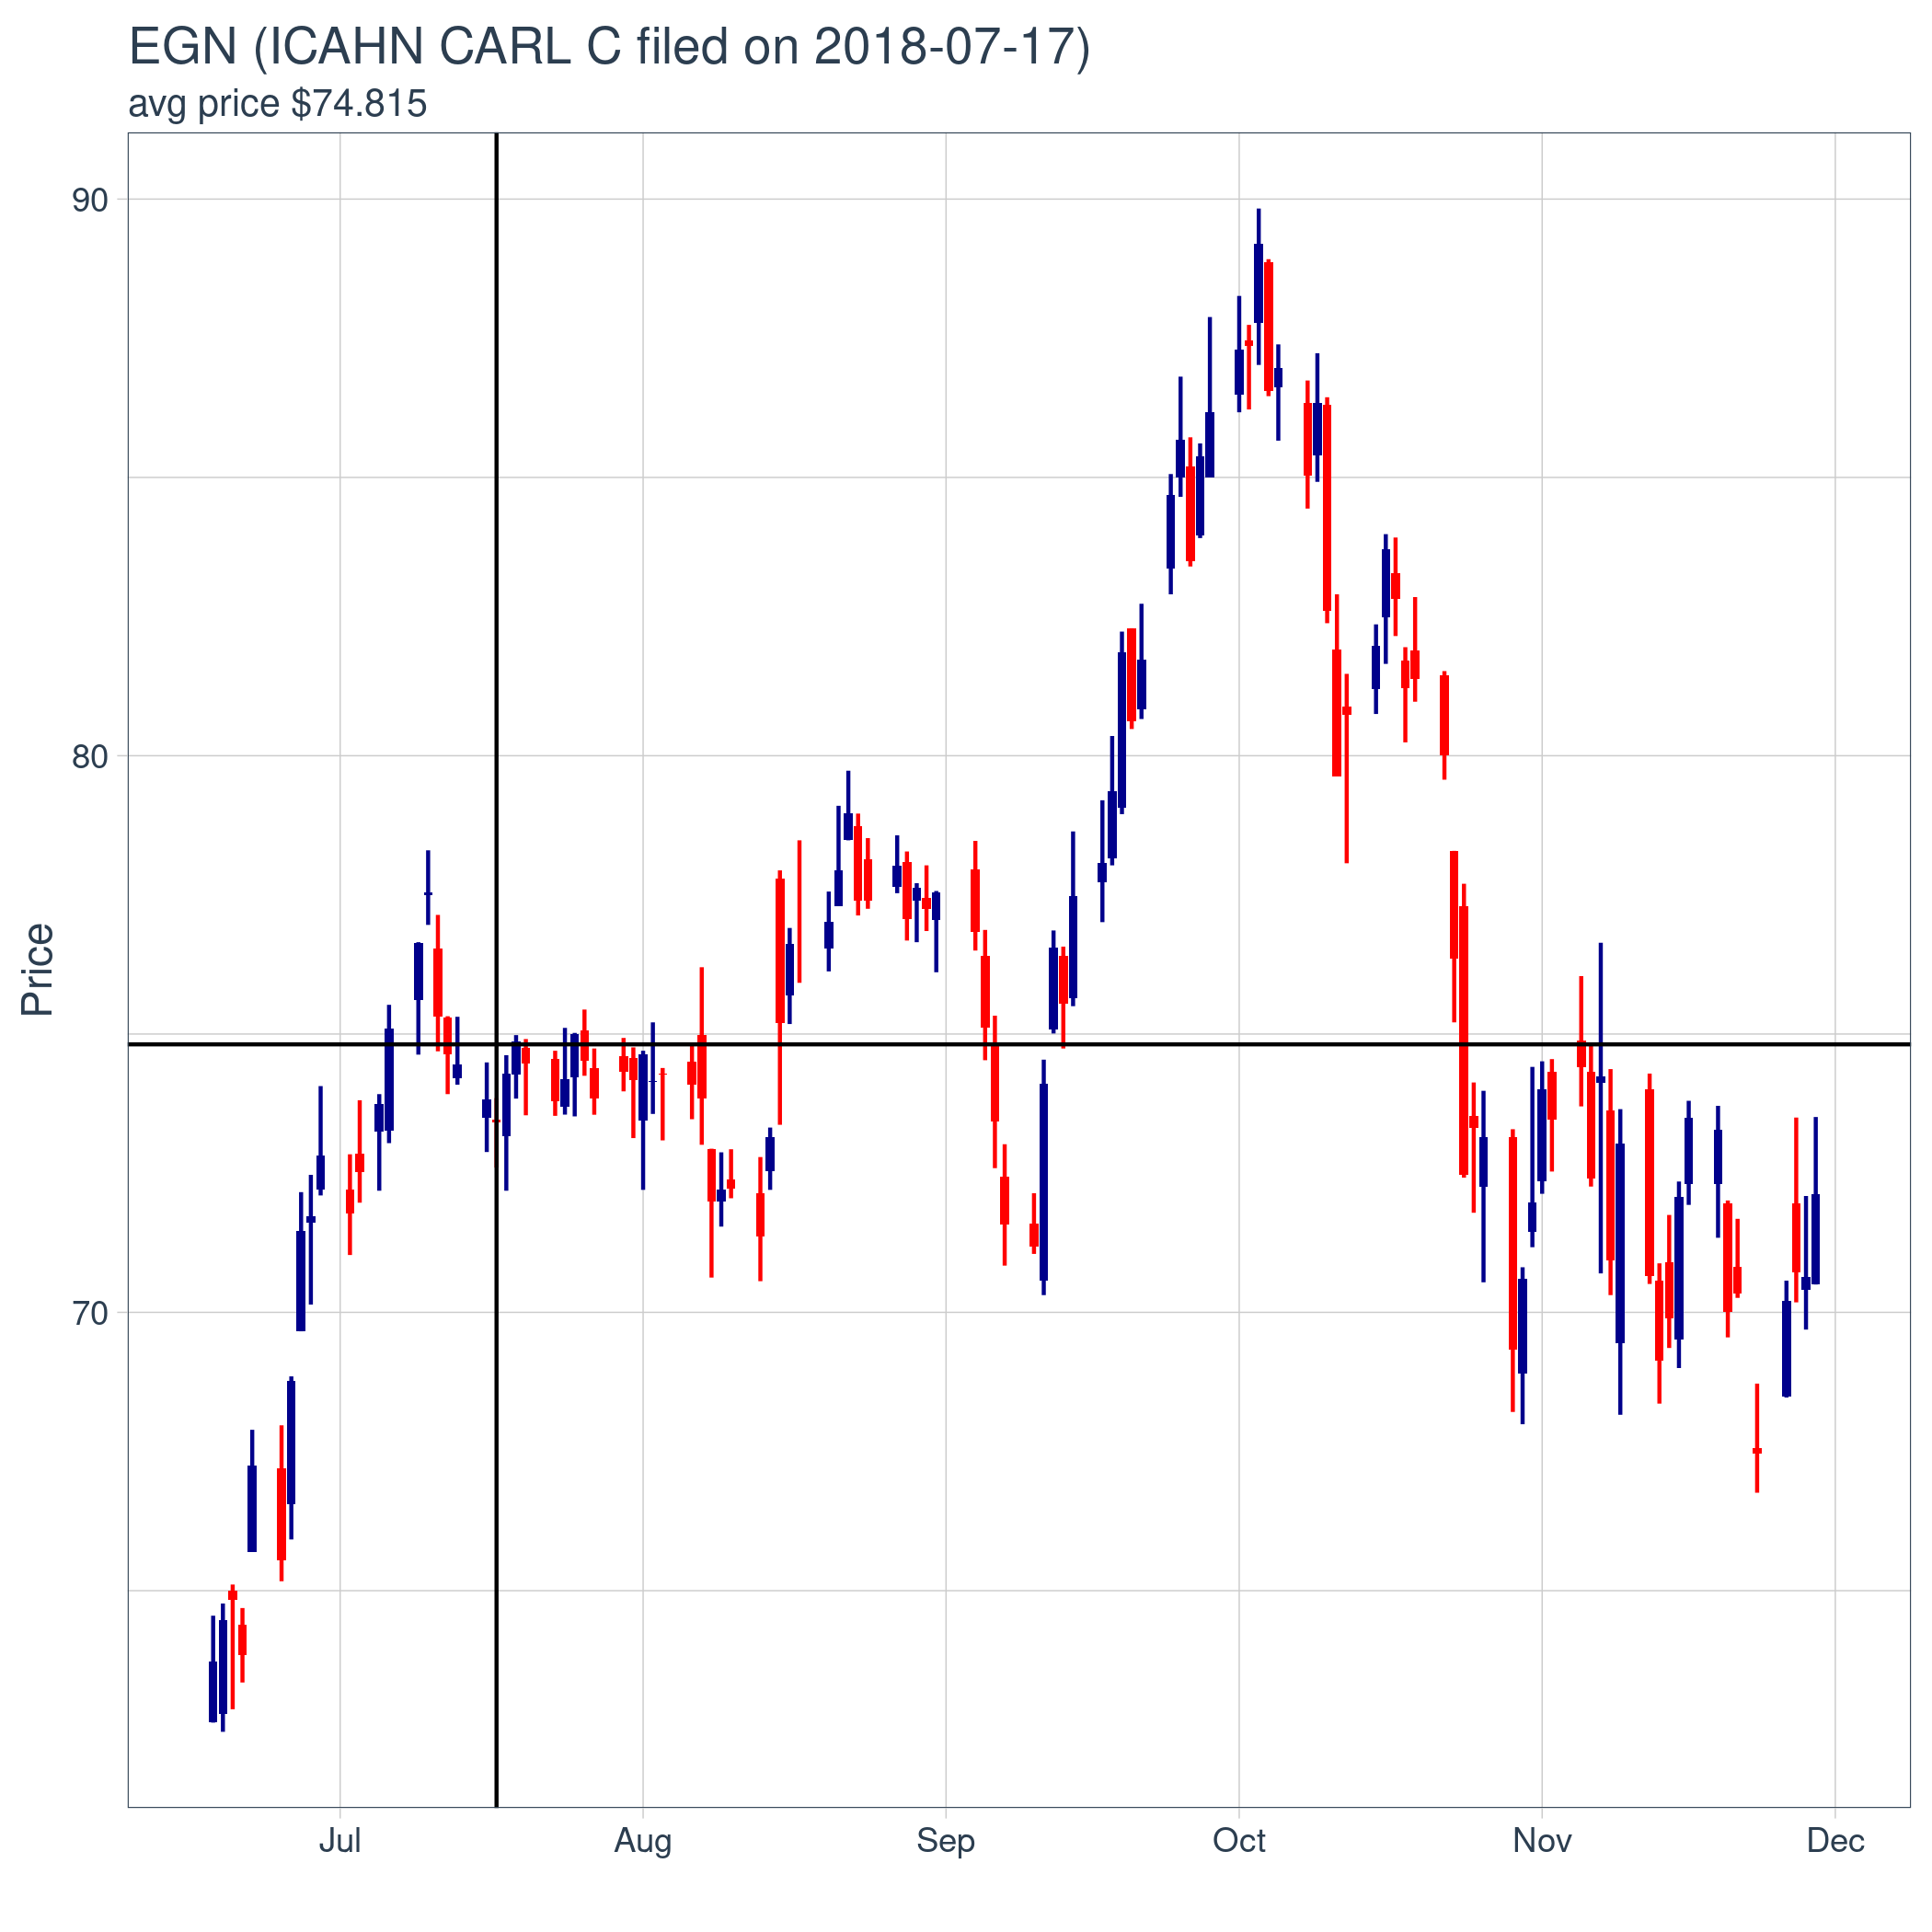 EGN (ICAHN CARL C filed on 2018-07-17)
avg price $74.815
90
80
70
Price
Jul Aug Sep Oct Nov Dec